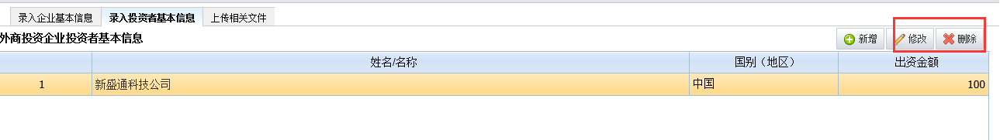 录入企业基本信息 录入投资者基本信息 上传相关文件
外商投资企业投资者基本信息 新增 修改 删除
姓名/名称 国别（地区） 出资金额
1 新盛通科技公司 中国 100